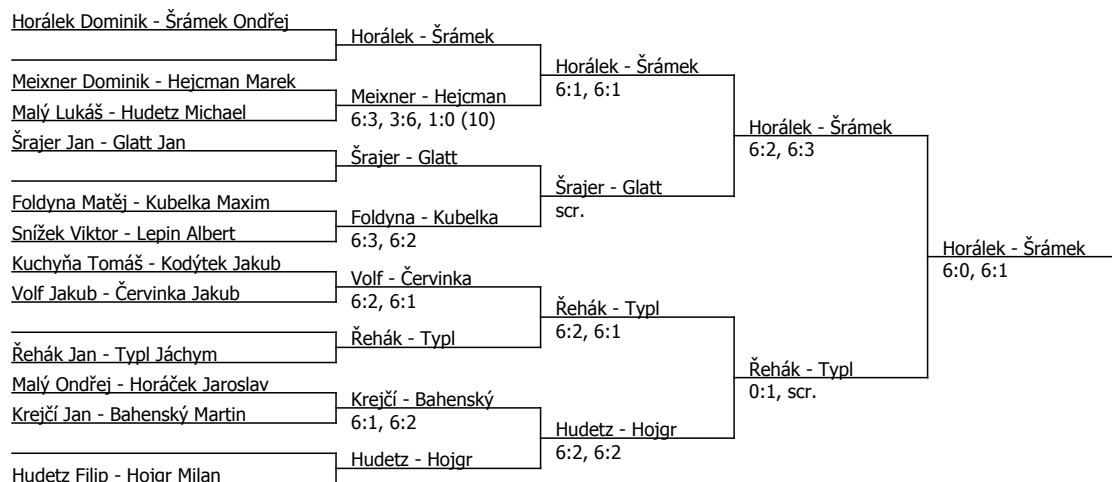 Horálek Dominik - Šrámek Ondřej
Horálek - Šrámek
Horálek - Šrámek
6:1, 6:1
Meixner Dominik - Hejcman Marek
Meixner - Hejcman
Malý Lukáš - Hudetz Michael
6:3, 3:6, 1:0 (10)
Horálek - Šrámek
6:2, 6:3
Šrajer Jan - Glatt Jan
Šrajer - Glatt
Šrajer - Glatt
scr.
Foldyna Matěj - Kubelka Maxim
Foldyna - Kubelka
Snížek Viktor - Lepin Albert
6:3, 6:2
Horálek - Šrámek
6:0, 6:1
Kuchyňa Tomáš - Kodýtek Jakub
Volf - Červinka
Volf Jakub - Červinka Jakub
6:2, 6:1
Řehák - Typl
6:2, 6:1
Řehák - Typl
Řehák Jan - Typl Jáchym
Řehák - Typl
0:1, scr.
Malý Ondřej - Horáček Jaroslav
Krejčí - Bahenský
Krejčí Jan - Bahenský Martin
6:1, 6:2
Hudetz - Hojgr
6:2, 6:2
Hudetz - Hojgr
Hudetz Filip - Hojgr Milan